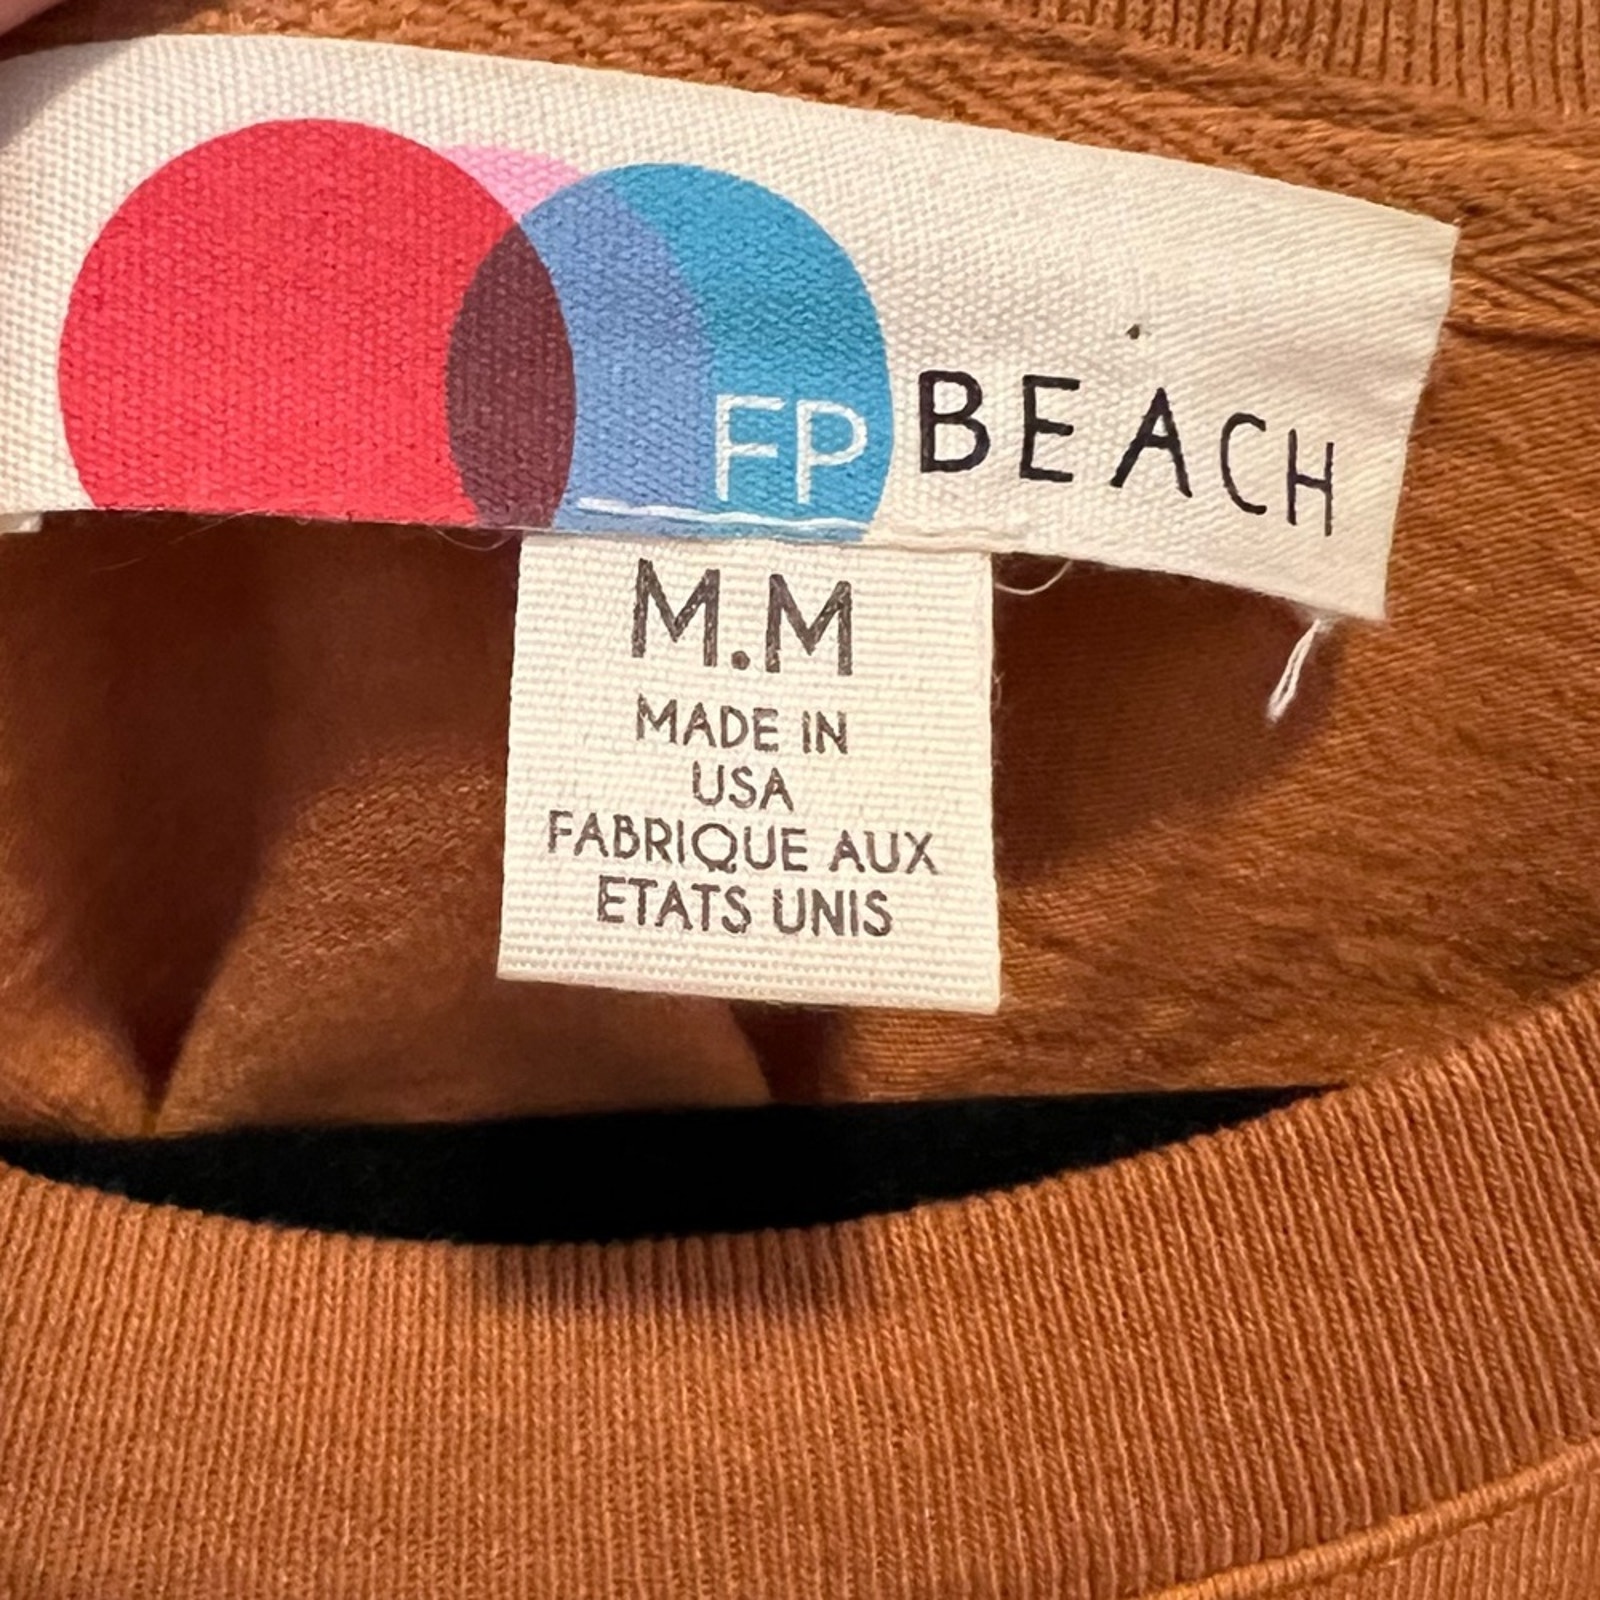 FP BEACH
M.M
MADE IN
USA
FABRIQUE AUX
ETATS UNIS